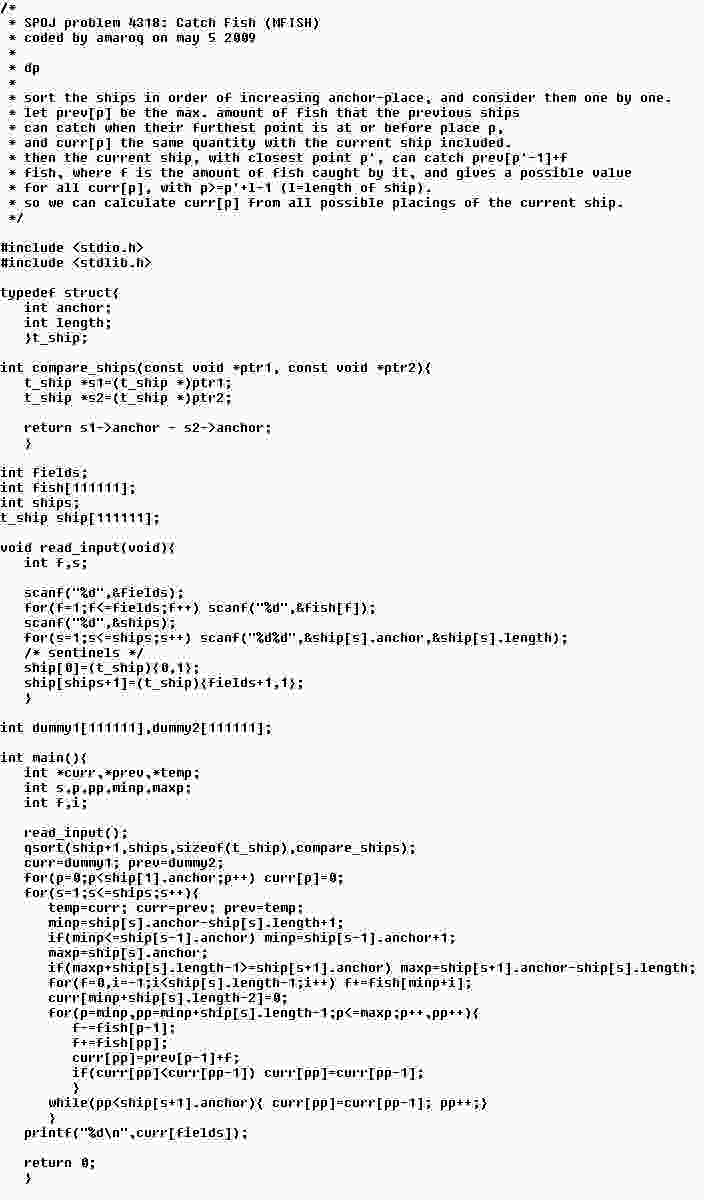 /*
 * SPOJ problem 4318: Catch Fish (MFISH)
 * coded by amaroq on may 5 2009
 *
 * dp
 *
 * sort the ships in order of increasing anchor-place, and consider them one by one.
 * let prev[p] be the max. amount of fish that the previous ships
 * can catch when their furthest point is at or before place p,
 * and curr[p] the same quantity with the current ship included.
 * then the current ship, with closest point p', can catch prev[p'-1]+f
 * fish, where f is the amount of fish caught by it, and gives a possible value
 * for all curr[p], with p>=p'+l-1 (l=length of ship).
 * so we can calculate curr[p] from all possible placings of the current ship.
 */

#include <stdio.h>
#include <stdlib.h>

typedef struct{
   int anchor;
   int length;
   }t_ship;

int compare_ships(const void *ptr1, const void *ptr2){
   t_ship *s1=(t_ship *)ptr1;
   t_ship *s2=(t_ship *)ptr2;

   return s1->anchor - s2->anchor;
   }

int fields;
int fish[111111];
int ships;
t_ship ship[111111];

void read_input(void){
   int f,s;

   scanf("%d",&fields);
   for(f=1;f<=fields;f++) scanf("%d",&fish[f]);
   scanf("%d",&ships);
   for(s=1;s<=ships;s++) scanf("%d%d",&ship[s].anchor,&ship[s].length);
   /* sentinels */
   ship[0]=(t_ship){0,1};
   ship[ships+1]=(t_ship){fields+1,1};
   }

int dummy1[111111],dummy2[111111];

int main(){
   int *curr,*prev,*temp;
   int s,p,pp,minp,maxp;
   int f,i;

   read_input();
   qsort(ship+1,ships,sizeof(t_ship),compare_ships);
   curr=dummy1; prev=dummy2;
   for(p=0;p<ship[1].anchor;p++) curr[p]=0;
   for(s=1;s<=ships;s++){
      temp=curr; curr=prev; prev=temp;
      minp=ship[s].anchor-ship[s].length+1;
      if(minp<=ship[s-1].anchor) minp=ship[s-1].anchor+1;
      maxp=ship[s].anchor;
      if(maxp+ship[s].length-1>=ship[s+1].anchor) maxp=ship[s+1].anchor-ship[s].length;
      for(f=0,i=-1;i<ship[s].length-1;i++) f+=fish[minp+i];
      curr[minp+ship[s].length-2]=0;
      for(p=minp,pp=minp+ship[s].length-1;p<=maxp;p++,pp++){
         f-=fish[p-1];
         f+=fish[pp];
         curr[pp]=prev[p-1]+f;
         if(curr[pp]<curr[pp-1]) curr[pp]=curr[pp-1];
         }
      while(pp<ship[s+1].anchor){ curr[pp]=curr[pp-1]; pp++;}
      }
   printf("%d\n",curr[fields]);

   return 0;
   }